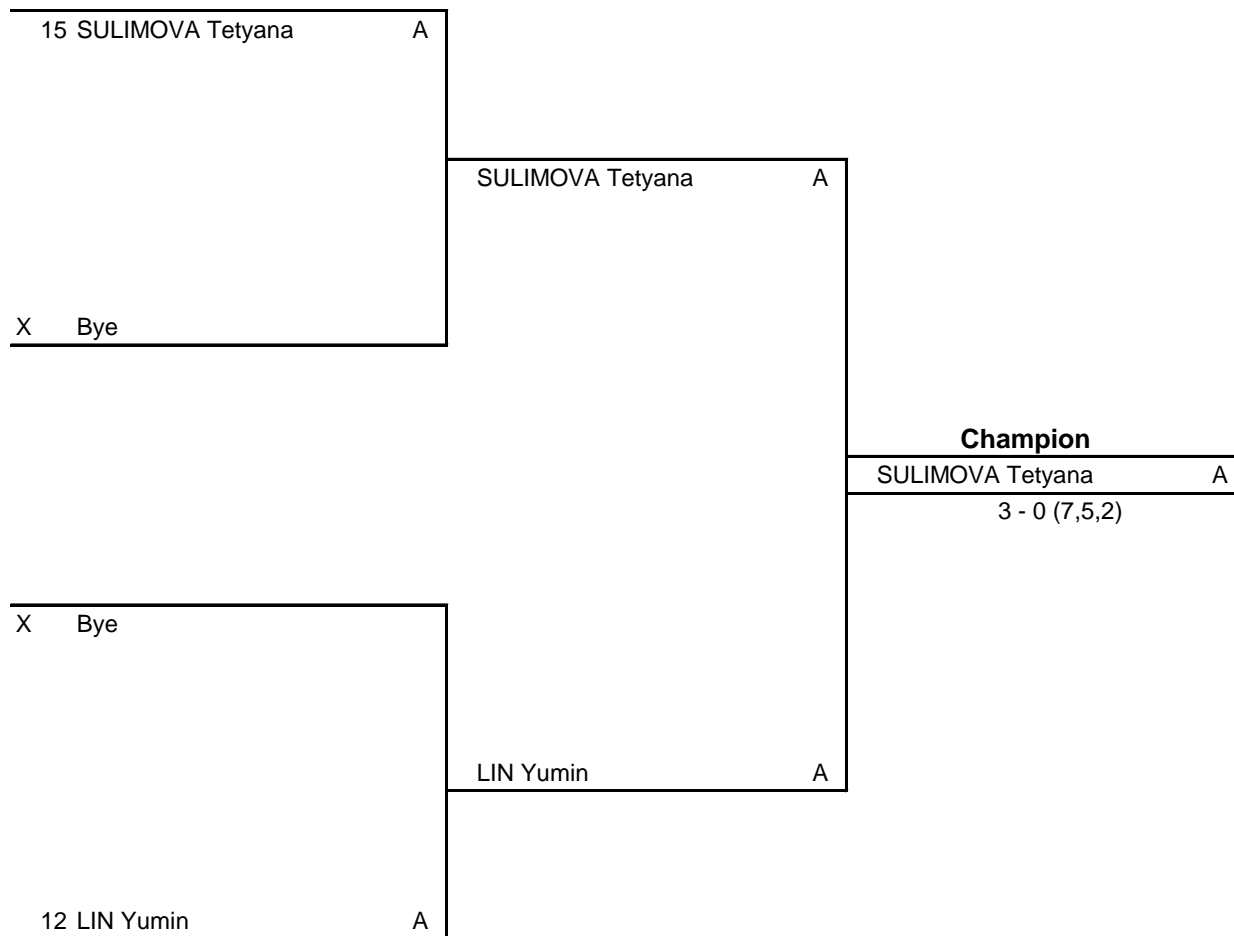 15 SULIMOVA Tetyana A
SULIMOVA Tetyana A
X Bye
Champion
SULIMOVA Tetyana A
3 - 0 (7,5,2)
X Bye
LIN Yumin A
12 LIN Yumin A